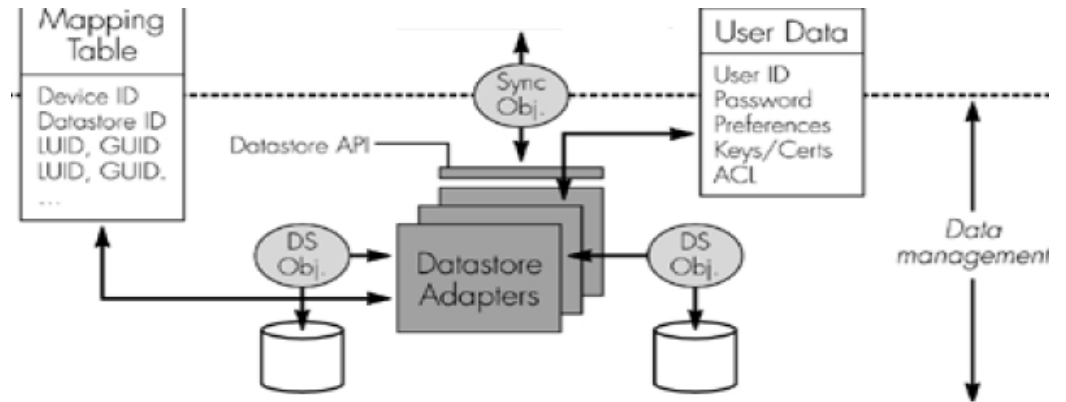 Mapping
Table
Device ID
Datastore ID
LUID, GUID
LUID, GUID.
...
Sync
Obj.
User Data
User ID
Password
Preferences
Keys/Certs
ACL
Datastore API
DS
Obj.
Datastore
Adapters
DS
Obj.
Data
management